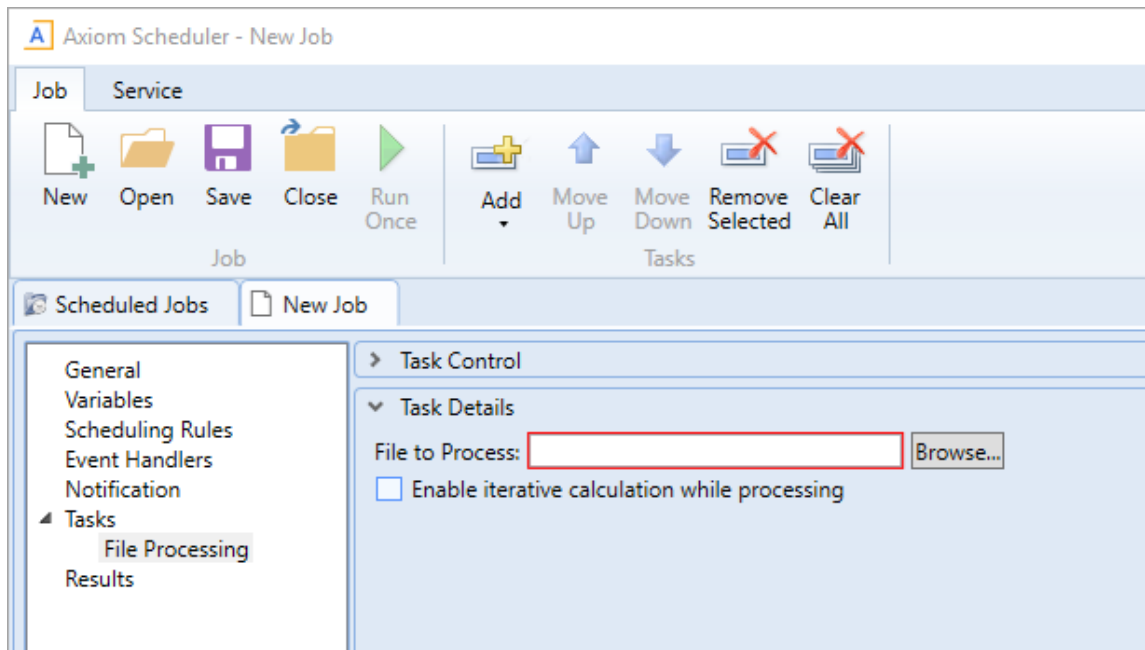 A Axiom Scheduler - New Job
Job Service
New Open Save Close Run Once Add Move Up Move Down Remove Selected Clear All
Job Tasks
Scheduled Jobs New Job
General
Variables
Scheduling Rules
Event Handlers
Notification
Tasks
File Processing
Results
Task Control
Task Details
File to Process: Browse...
Enable iterative calculation while processing